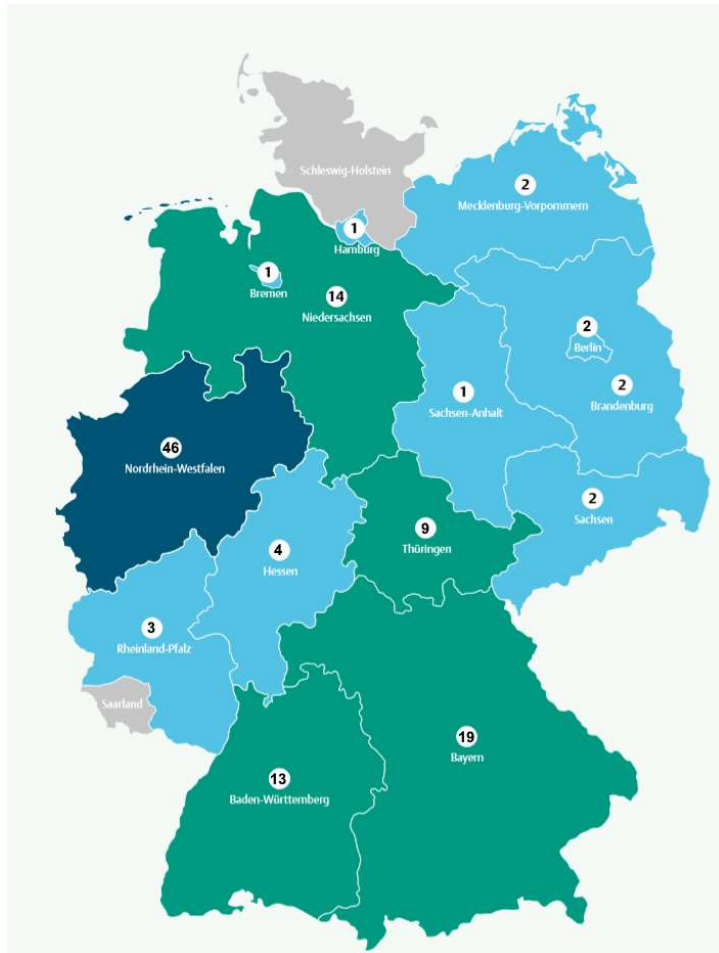 Schleswig-Holstein
2
Mecklenburg-Vorpommern
1
Hamburg
1
Bremen
14
Niedersachsen
2
Berlin
2
Brandenburg
1
Sachsen-Anhalt
46
Nordrhein-Westfalen
2
Sachsen
9
Thüringen
4
Hessen
3
Rheinland-Pfalz
Saarland
19
Bayern
13
Baden-Württemberg